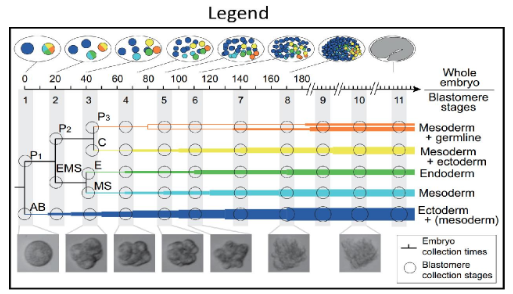 Legend
0 20 40 60 80 100 120 140 160 180
Whole embryo
1 2 3 4 5 6 7 8 9 10 11
Blastomere stages
P3
P2
C
P1
EMS
E
MS
AB
Mesoderm + germline
Mesoderm + ectoderm
Endoderm
Mesoderm
Ectoderm + (mesoderm)
Embryo collection times
Blastomere collection stages